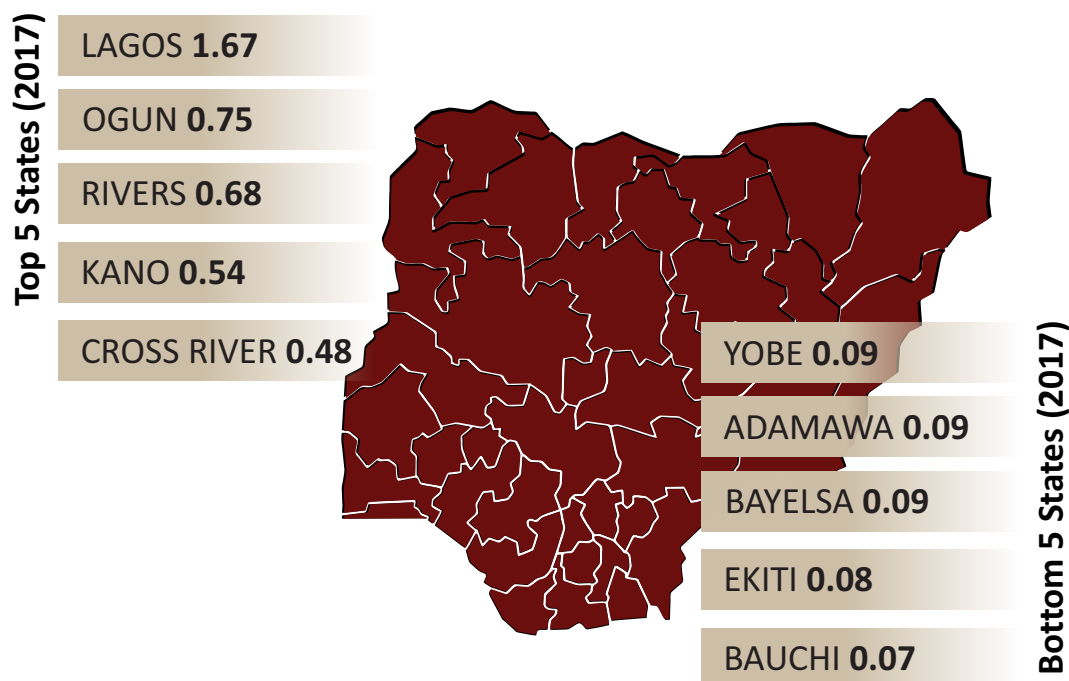 Top 5 States (2017)
LAGOS 1.67
OGUN 0.75
RIVERS 0.68
KANO 0.54
CROSS RIVER 0.48
Bottom 5 States (2017)
YOBE 0.09
ADAMAWA 0.09
BAYELSA 0.09
EKITI 0.08
BAUCHI 0.07